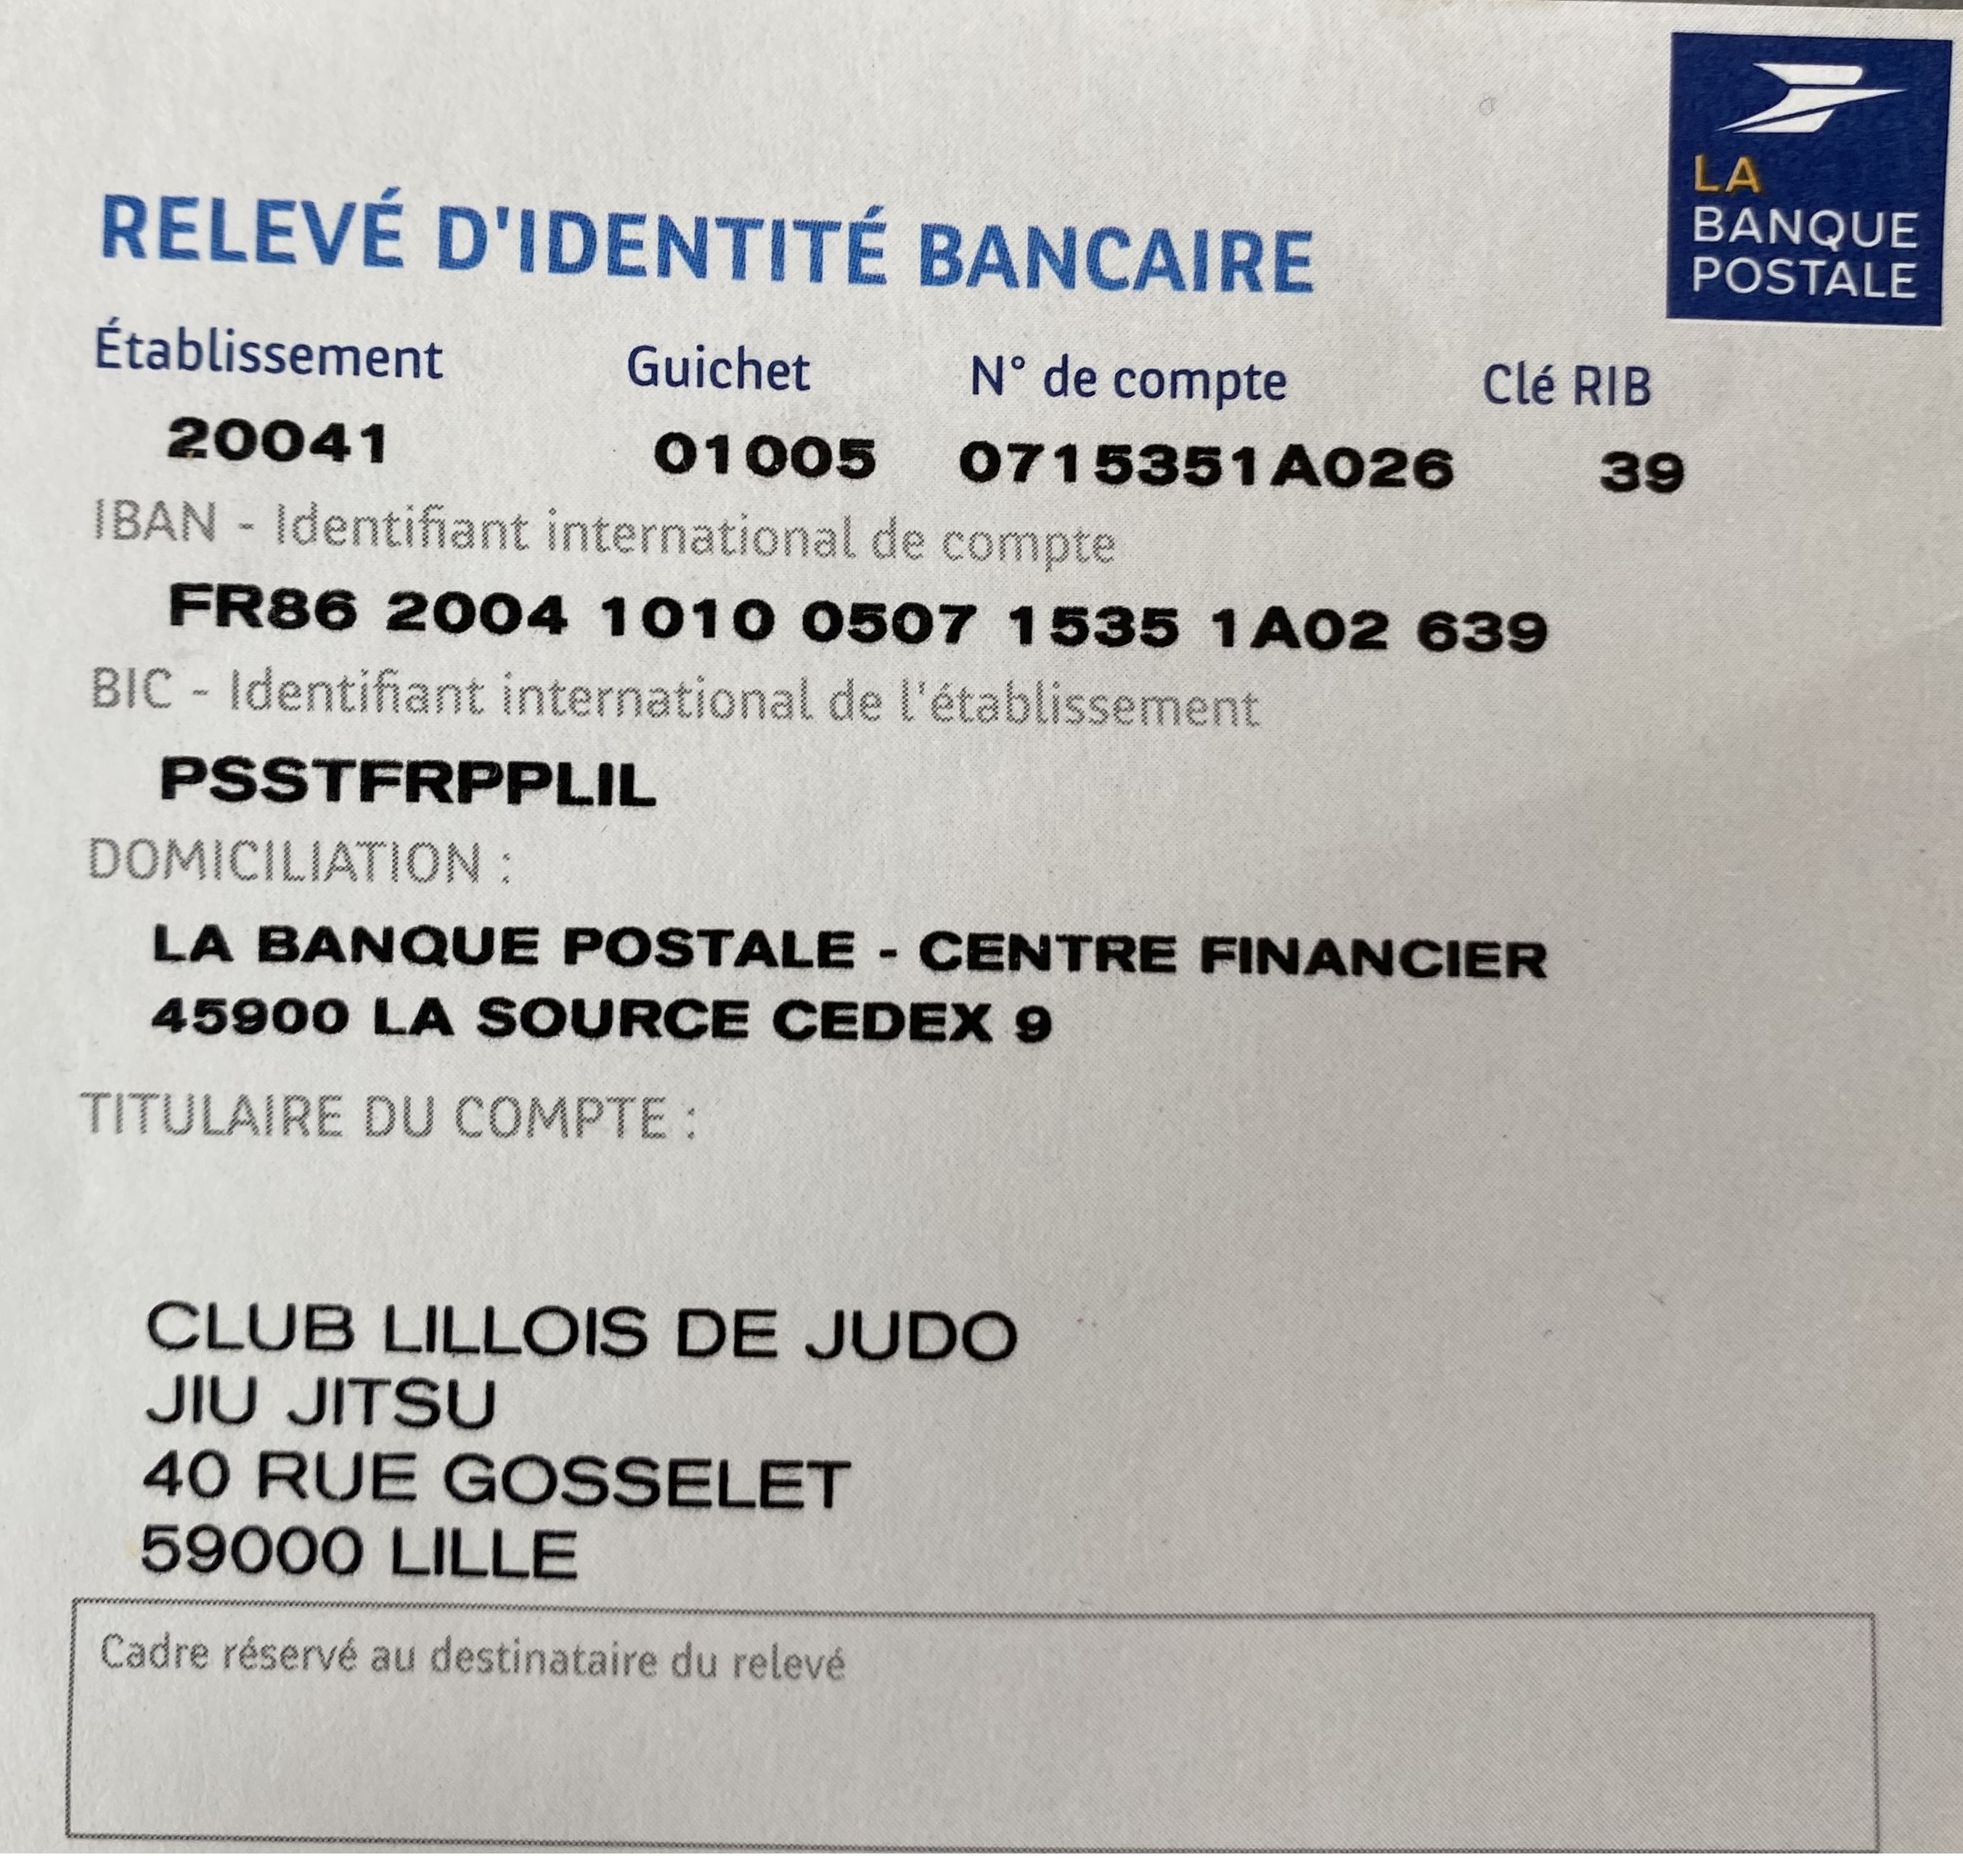 LA
BANQUE
POSTALE
RELEVÉ D'IDENTITÉ BANCAIRE
Établissement Guichet N° de compte Clé RIB
20041 01005 0715351A026 39
IBAN - Identifiant international de compte
FR86 2004 1010 0507 1535 1A02 639
BIC - Identifiant international de l'établissement
PSSTFRPPLIL
DOMICILIATION :
LA BANQUE POSTALE - CENTRE FINANCIER
45900 LA SOURCE CEDEX 9
TITULAIRE DU COMPTE :
CLUB LILLOIS DE JUDO
JIU JITSU
40 RUE GOSSELET
59000 LILLE
Cadre réservé au destinataire du relevé